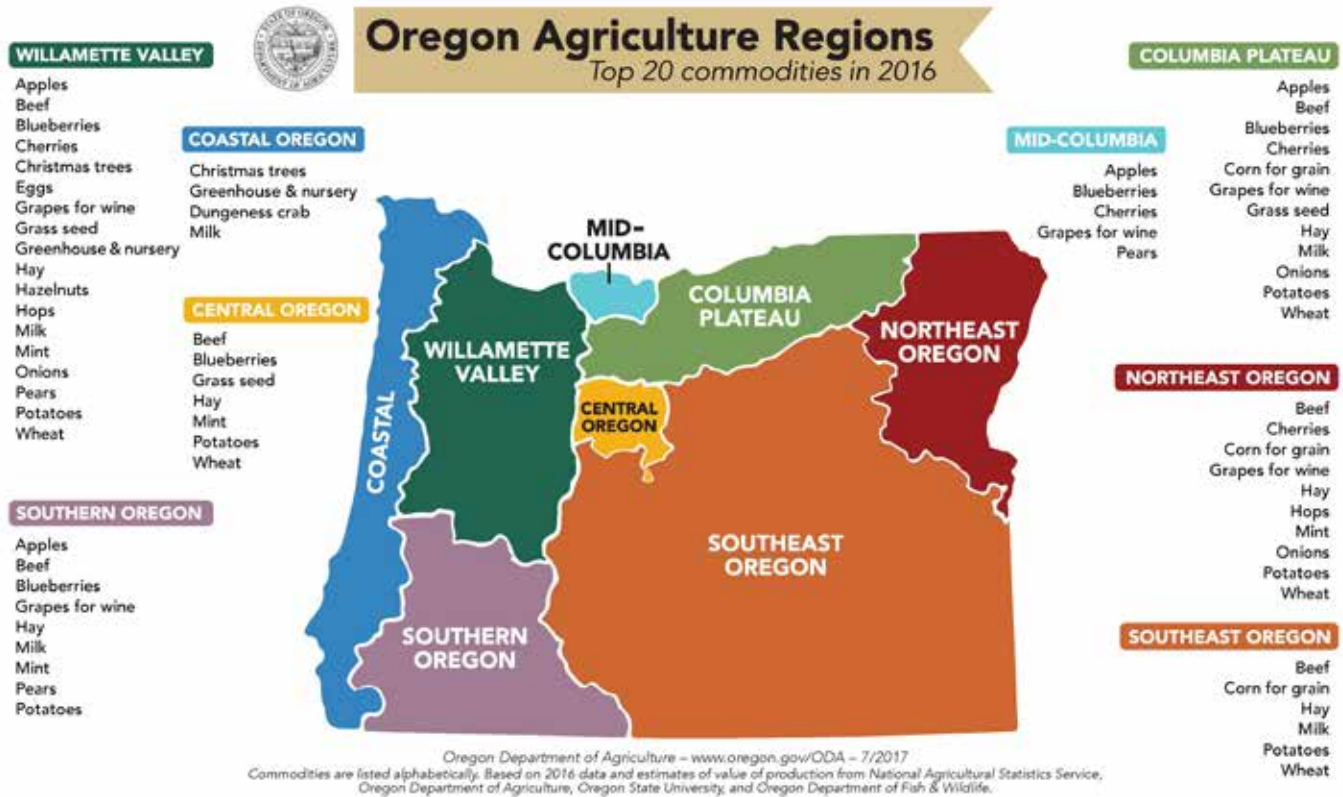 Oregon Agriculture Regions
Top 20 commodities in 2016
WILLAMETTE VALLEY
Apples
Beef
Blueberries
Cherries
Christmas trees
Eggs
Grapes for wine
Grass seed
Greenhouse & nursery
Hay
Hazelnuts
Hops
Milk
Mint
Onions
Pears
Potatoes
Wheat
COASTAL OREGON
Christmas trees
Greenhouse & nursery
Dungeness crab
Milk
CENTRAL OREGON
Beef
Blueberries
Grass seed
Hay
Mint
Potatoes
Wheat
SOUTHERN OREGON
Apples
Beef
Blueberries
Grapes for wine
Hay
Milk
Mint
Pears
Potatoes
MID-
COLUMBIA
COLUMBIA
PLATEAU
NORTHEAST
OREGON
WILLAMETTE
VALLEY
CENTRAL
OREGON
COASTAL
SOUTHEAST
OREGON
SOUTHERN
OREGON
MID-COLUMBIA
Apples
Blueberries
Cherries
Grapes for wine
Pears
COLUMBIA PLATEAU
Apples
Beef
Blueberries
Cherries
Corn for grain
Grapes for wine
Grass seed
Hay
Milk
Onions
Potatoes
Wheat
NORTHEAST OREGON
Beef
Cherries
Corn for grain
Grapes for wine
Hay
Hops
Mint
Onions
Potatoes
Wheat
SOUTHEAST OREGON
Beef
Corn for grain
Hay
Milk
Potatoes
Wheat
Oregon Department of Agriculture – www.oregon.gov/ODA – 7/2017
Commodities are listed alphabetically. Based on 2016 data and estimates of value of production from National Agricultural Statistics Service,
Oregon Department of Agriculture, Oregon State University, and Oregon Department of Fish & Wildlife.